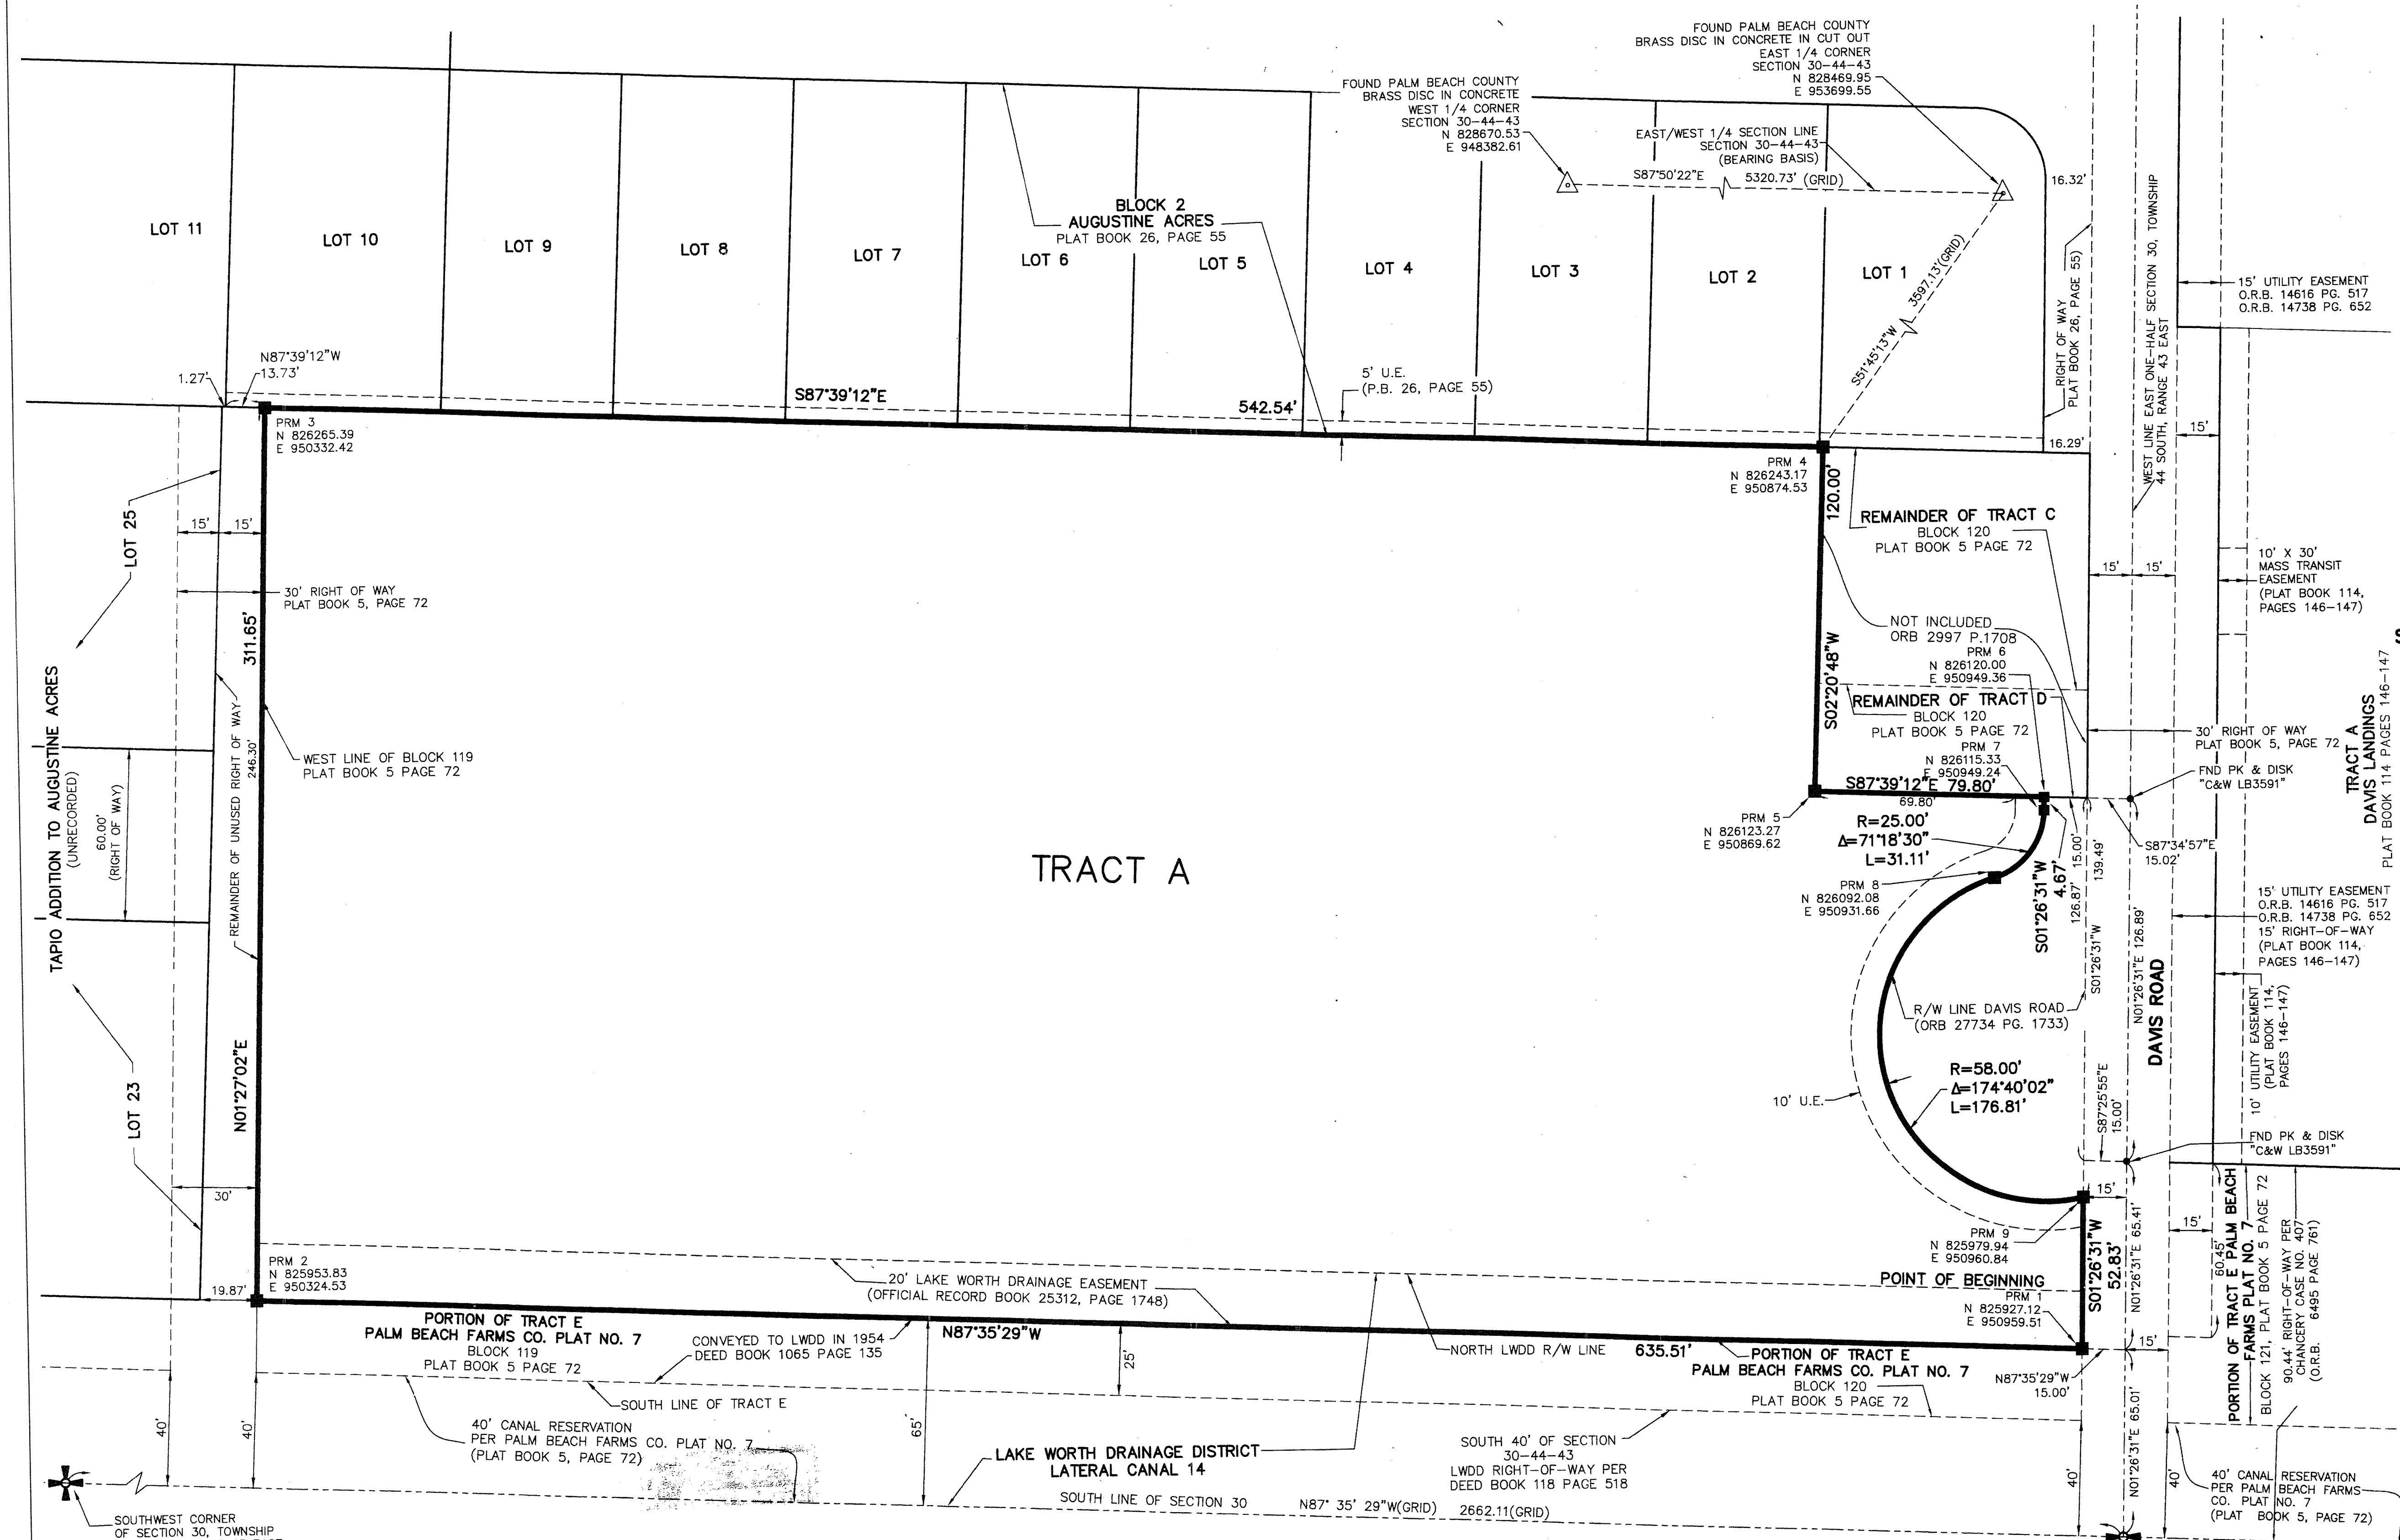 FOUND PALM BEACH COUNTY
BRASS DISC IN CONCRETE IN CUT OUT
EAST 1/4 CORNER
SECTION 30-44-43
N 828469.95
E 953699.55
FOUND PALM BEACH COUNTY
BRASS DISC IN CONCRETE
WEST 1/4 CORNER
SECTION 30-44-43
N 828670.53
E 948382.61
EAST/WEST 1/4 SECTION LINE
SECTION 30-44-43
(BEARING BASIS)
S87°50'22"E 5320.73' (GRID)
S51°45'13"W 3597.13'(GRID)
BLOCK 2
AUGUSTINE ACRES
PLAT BOOK 26, PAGE 55
LOT 11
LOT 10
LOT 9
LOT 8
LOT 7
LOT 6
LOT 5
LOT 4
LOT 3
LOT 2
LOT 1
16.32'
RIGHT OF WAY
PLAT BOOK 26, PAGE 55)
WEST LINE EAST ONE-HALF SECTION 30, TOWNSHIP
44 SOUTH, RANGE 43 EAST
15' UTILITY EASEMENT
O.R.B. 14616 PG. 517
O.R.B. 14738 PG. 652
N87°39'12"W
1.27'
13.73'
S87°39'12"E 542.54'
5' U.E.
(P.B. 26, PAGE 55)
16.29'
15'
PRM 3
N 826265.39
E 950332.42
PRM 4
N 826243.17
E 950874.53
120.00'
S02°20'48"W
REMAINDER OF TRACT C
BLOCK 120
PLAT BOOK 5 PAGE 72
15' 15'
15' 15'
10' X 30'
MASS TRANSIT
EASEMENT
(PLAT BOOK 114,
PAGES 146-147)
LOT 25
30' RIGHT OF WAY
PLAT BOOK 5, PAGE 72
311.65'
NOT INCLUDED
ORB 2997 P.1708
PRM 6
N 826120.00
E 950949.36
REMAINDER OF TRACT D
BLOCK 120
PLAT BOOK 5 PAGE 72
PRM 7
N 826115.33
E 950949.24
S87°39'12"E 79.80'
69.80'
30' RIGHT OF WAY
PLAT BOOK 5, PAGE 72
FND PK & DISK
"C&W LB3591"
TRACT A
DAVIS LANDINGS
PLAT BOOK 114 PAGES 146-147
S
TAPIO ADDITION TO AUGUSTINE ACRES
(UNRECORDED)
60.00'
(RIGHT OF WAY)
REMAINDER OF UNUSED RIGHT OF WAY
246.30'
WEST LINE OF BLOCK 119
PLAT BOOK 5 PAGE 72
TRACT A
PRM 5
N 826123.27
E 950869.62
R=25.00'
Δ=71°18'30"
L=31.11'
PRM 8
N 826092.08
E 950931.66
S01°26'31"W
4.67'
15.00'
126.87'
139.49'
S01°26'31"W
N01°26'31"E 126.89'
S87°34'57"E
15.02'
15' UTILITY EASEMENT
O.R.B. 14616 PG. 517
O.R.B. 14738 PG. 652
15' RIGHT-OF-WAY
(PLAT BOOK 114,
PAGES 146-147)
R/W LINE DAVIS ROAD
(ORB 27734 PG. 1733)
DAVIS ROAD
10' UTILITY EASEMENT
(PLAT BOOK 114,
PAGES 146-147)
R=58.00'
Δ=174°40'02"
L=176.81'
10' U.E.
S87°25'55"E
15.00'
FND PK & DISK
"C&W LB3591"
N01°27'02"E
LOT 23
30'
19.87'
PRM 2
N 825953.83
E 950324.53
20' LAKE WORTH DRAINAGE EASEMENT
(OFFICIAL RECORD BOOK 25312, PAGE 1748)
15'
PRM 9
N 825979.94
E 950960.84
POINT OF BEGINNING
PRM 1
N 825927.12
E 950959.51
S01°26'31"W
52.83'
N01°26'31"E 65.41'
15'
60.45'
PORTION OF TRACT E PALM BEACH
FARMS PLAT NO. 7
BLOCK 121, PLAT BOOK 5 PAGE 72
90.44' RIGHT-OF-WAY PER
CHANCERY CASE NO. 407
(O.R.B. 6495 PAGE 761)
PORTION OF TRACT E
PALM BEACH FARMS CO. PLAT NO. 7
BLOCK 119
PLAT BOOK 5 PAGE 72
CONVEYED TO LWDD IN 1954
DEED BOOK 1065 PAGE 135
N87°35'29"W
25'
NORTH LWDD R/W LINE
635.51'
PORTION OF TRACT E
PALM BEACH FARMS CO. PLAT NO. 7
BLOCK 120
PLAT BOOK 5 PAGE 72
15'
N87°35'29"W
15.00'
SOUTH LINE OF TRACT E
40' CANAL RESERVATION
PER PALM BEACH FARMS CO. PLAT NO. 7
(PLAT BOOK 5, PAGE 72)
40'
40'
65'
LAKE WORTH DRAINAGE DISTRICT
LATERAL CANAL 14
SOUTH 40' OF SECTION
30-44-43
LWDD RIGHT-OF-WAY PER
DEED BOOK 118 PAGE 518
SOUTH LINE OF SECTION 30 N87° 35' 29"W(GRID) 2662.11(GRID)
40'
N01°26'31"E 65.01'
40'
40' CANAL RESERVATION
PER PALM BEACH FARMS
CO. PLAT NO. 7
(PLAT BOOK 5, PAGE 72)
SOUTHWEST CORNER
OF SECTION 30, TOWNSHIP